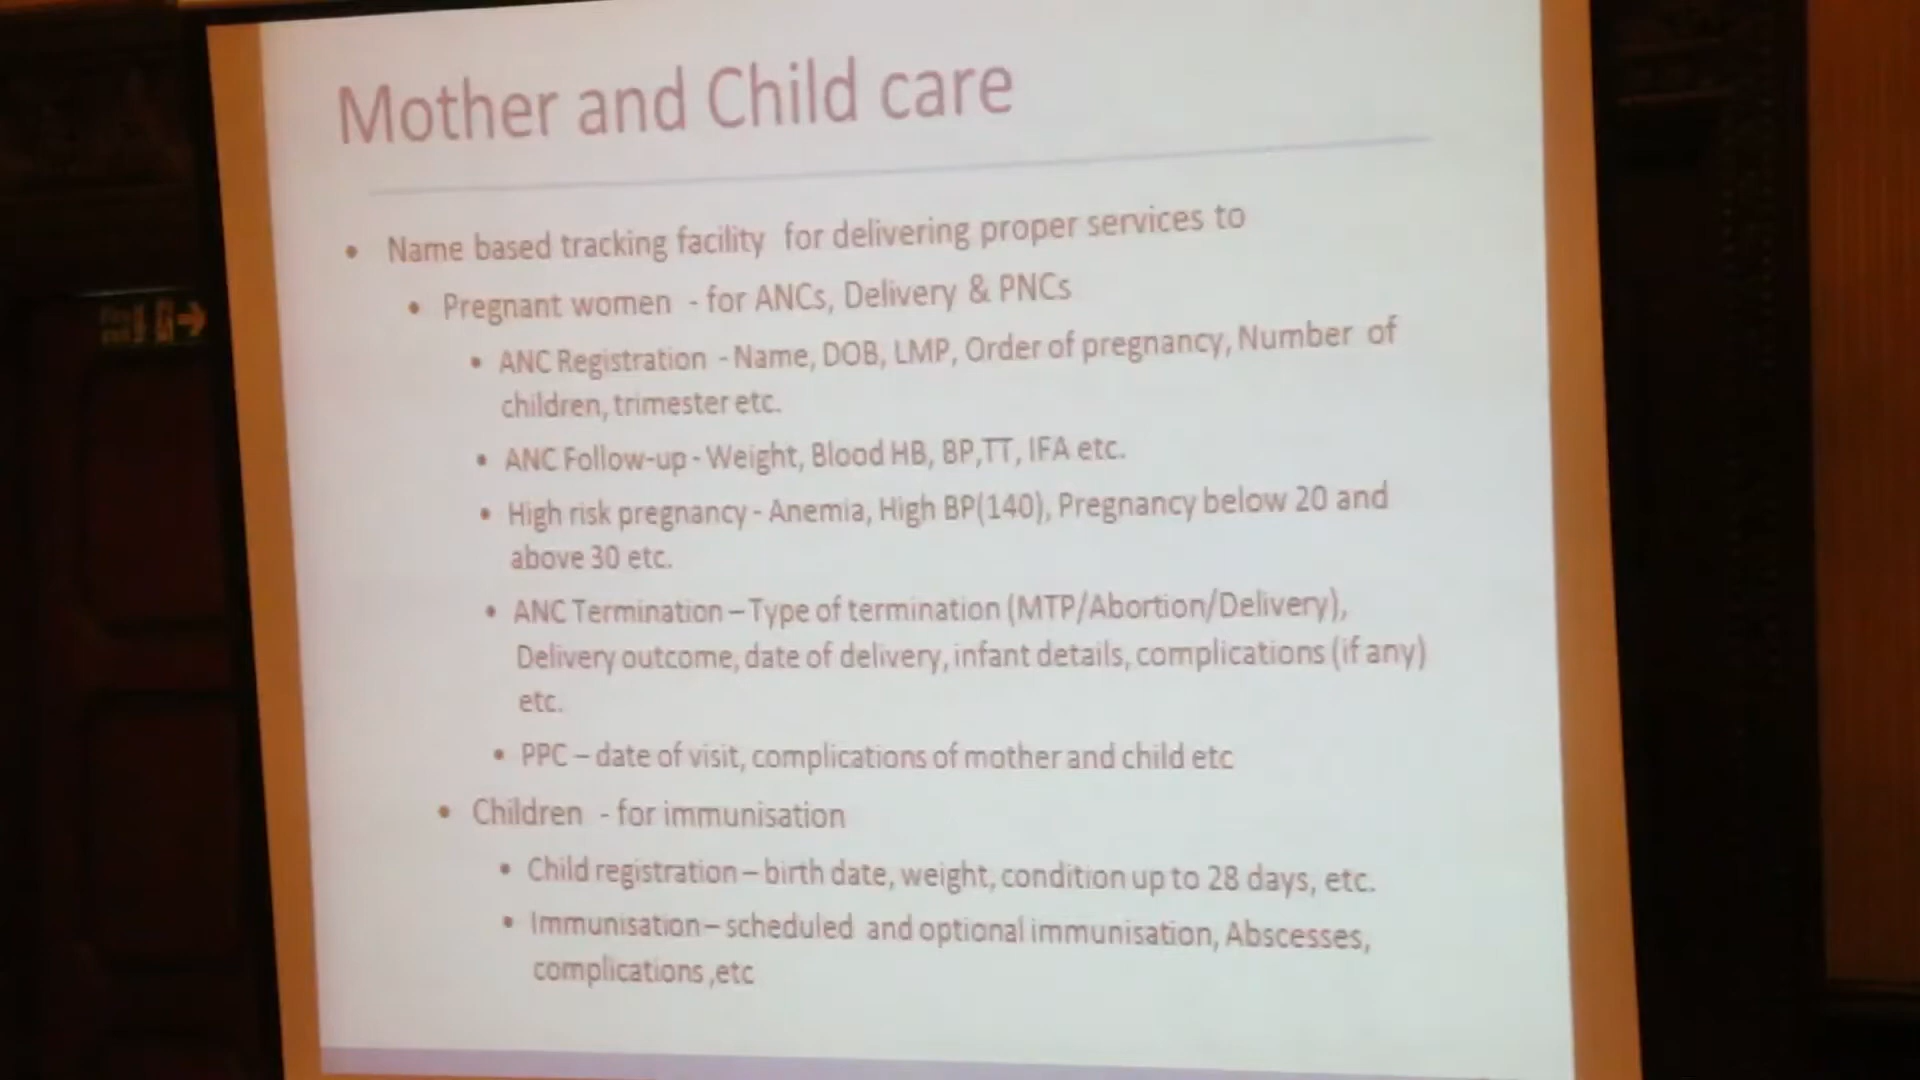 Mother and Child care
• Name based tracking facility for delivering proper services to
• Pregnant women - for ANCs, Delivery & PNCs
• ANC Registration - Name, DOB, LMP, Order of pregnancy, Number of
children, trimester etc.
• ANC Follow-up - Weight, Blood HB, BP,TT, IFA etc.
• High risk pregnancy - Anemia, High BP(140), Pregnancy below 20 and
above 30 etc.
• ANC Termination – Type of termination (MTP/Abortion/Delivery),
Delivery outcome, date of delivery, infant details, complications (if any)
etc.
• PPC – date of visit, complications of mother and child etc
• Children - for immunisation
• Child registration – birth date, weight, condition up to 28 days, etc.
• Immunisation – scheduled and optional immunisation, Abscesses,
complications ,etc